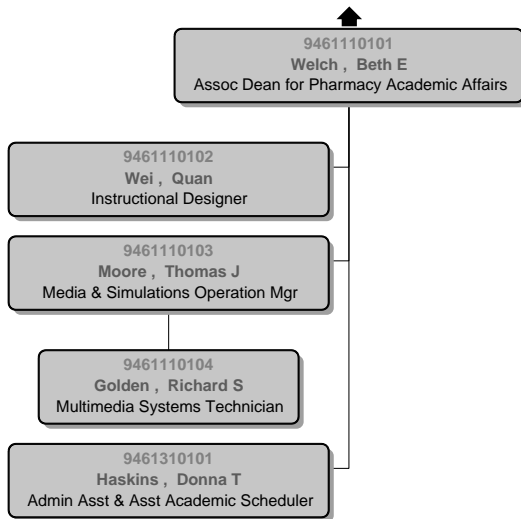 9461110101
Welch , Beth E
Assoc Dean for Pharmacy Academic Affairs
9461110102
Wei , Quan
Instructional Designer
9461110103
Moore , Thomas J
Media & Simulations Operation Mgr
9461110104
Golden , Richard S
Multimedia Systems Technician
9461310101
Haskins , Donna T
Admin Asst & Asst Academic Scheduler